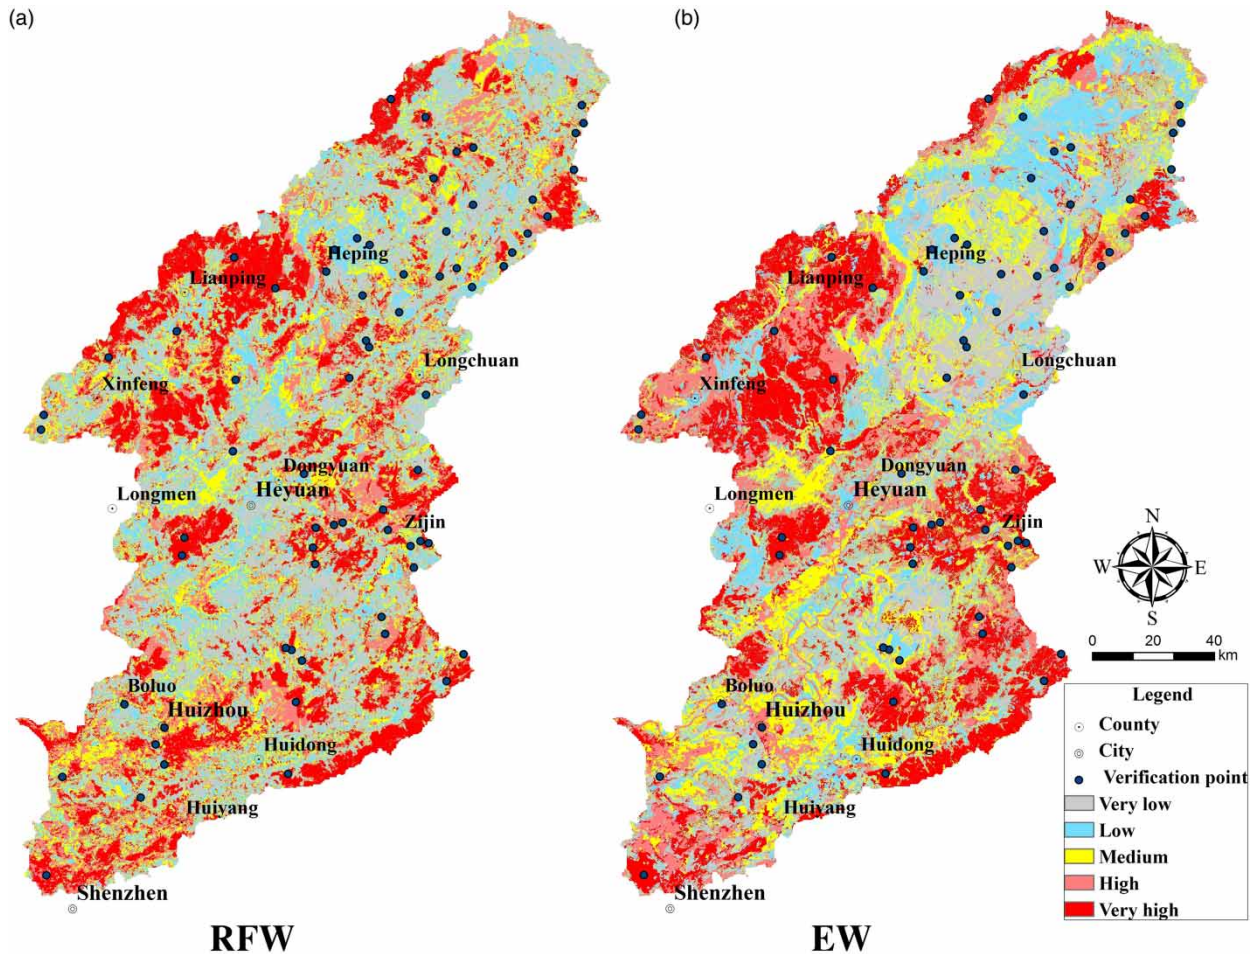 (a)
(b)
Heping
Lianping
Longchuan
Xinfeng
Dongyuan
Longmen
Heyuan
Zijin
Boluo
Huizhou
Huidong
Huiyang
Shenzhen
RFW
Heping
Lianping
Longchuan
Xinfeng
Dongyuan
Longmen
Heyuan
Zijin
Boluo
Huizhou
Huidong
Huiyang
Shenzhen
EW
N
W E
S
0 20 40
km
Legend
County
City
Verification point
Very low
Low
Medium
High
Very high